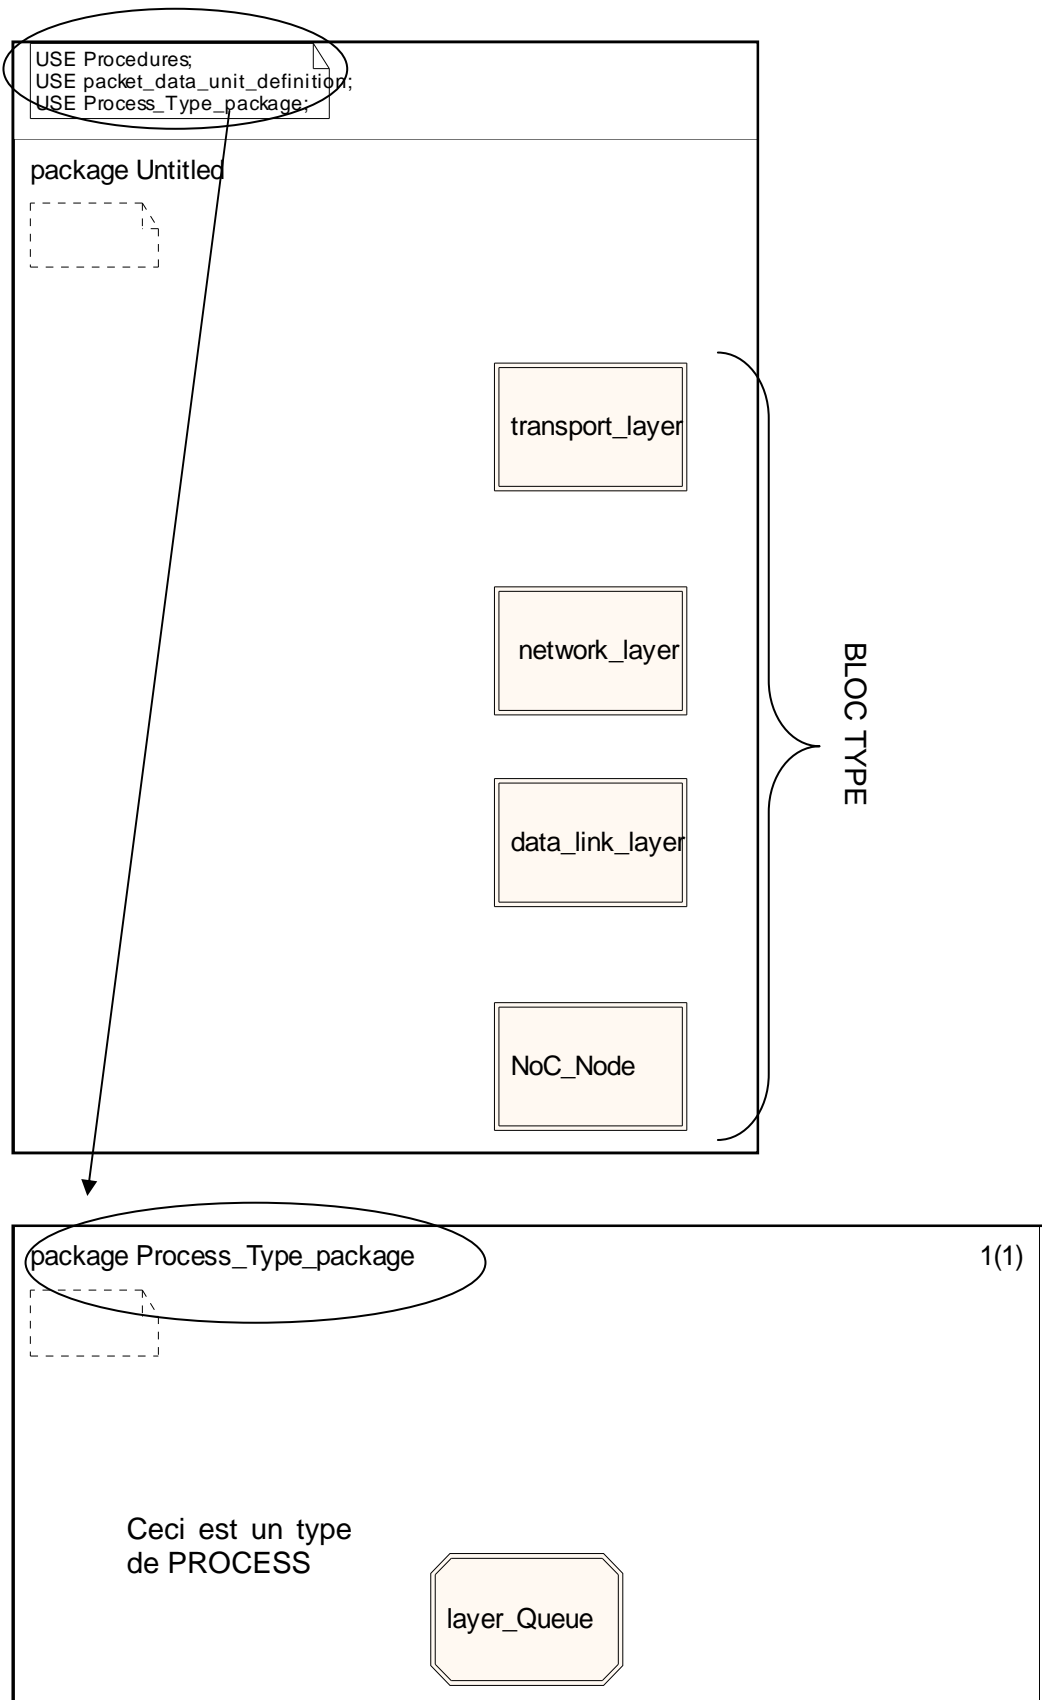 USE Procedures;
USE packet_data_unit_definition;
USE Process_Type_package;
package Untitled
transport_layer
network_layer
data_link_layer
NoC_Node
BLOC TYPE
package Process_Type_package
1(1)
Ceci est un type
de PROCESS
layer_Queue